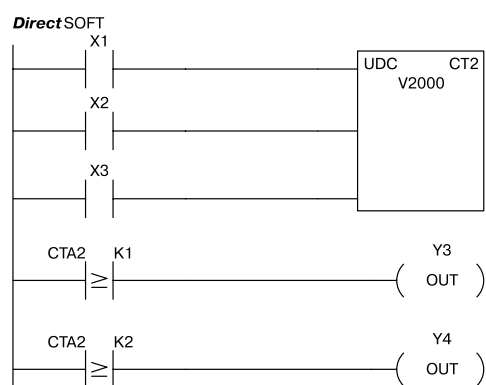 DirectSOFT
X1
UDC CT2
V2000
X2
X3
CTA2 ≥ K1
Y3
OUT
CTA2 ≥ K2
Y4
OUT